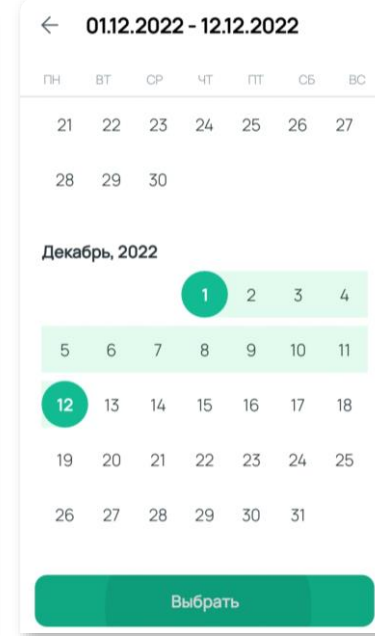 01.12.2022 - 12.12.2022
ПН ВТ СР ЧТ ПТ СБ ВС
21 22 23 24 25 26 27
28 29 30
Декабрь, 2022
1 2 3 4
5 6 7 8 9 10 11
12 13 14 15 16 17 18
19 20 21 22 23 24 25
26 27 28 29 30 31
Выбрать